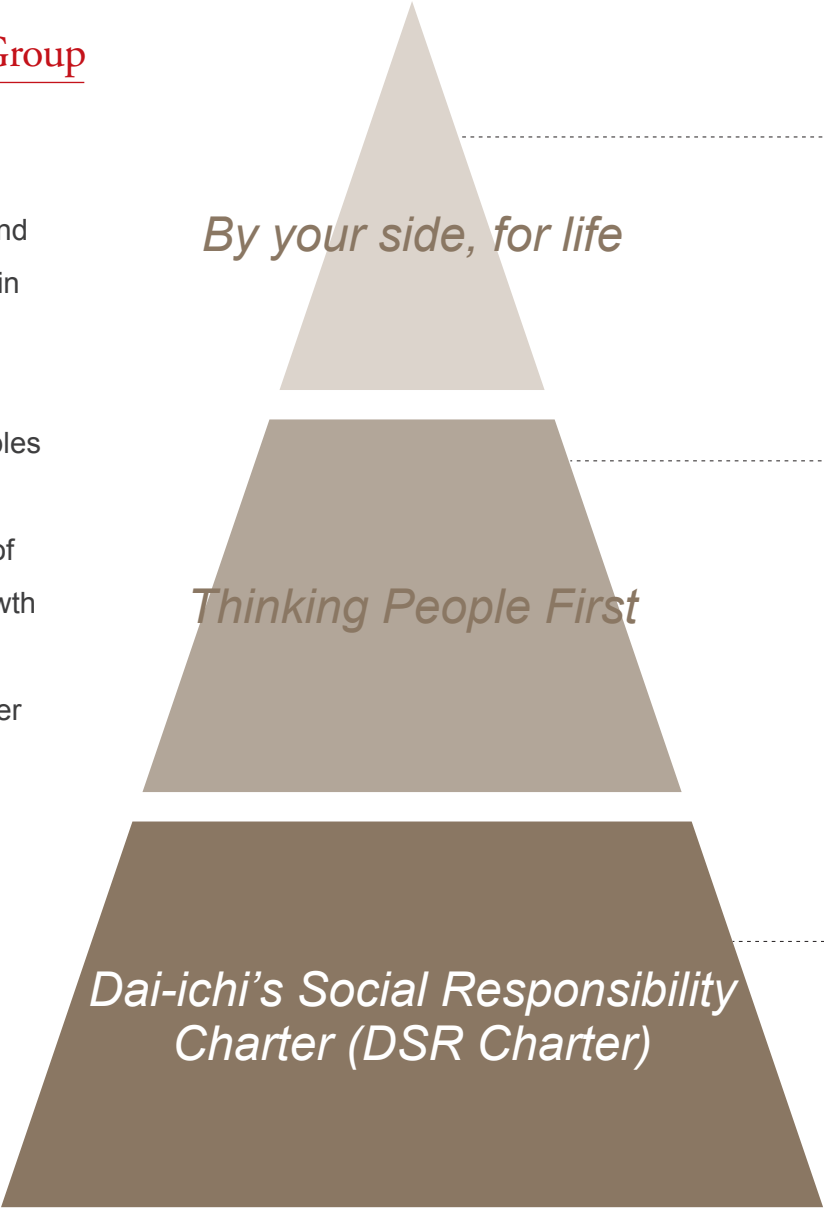 Group
nd
in
ples
of
wth
er
By your side, for life
Thinking People First
Dai-ichi’s Social Responsibility
Charter (DSR Charter)